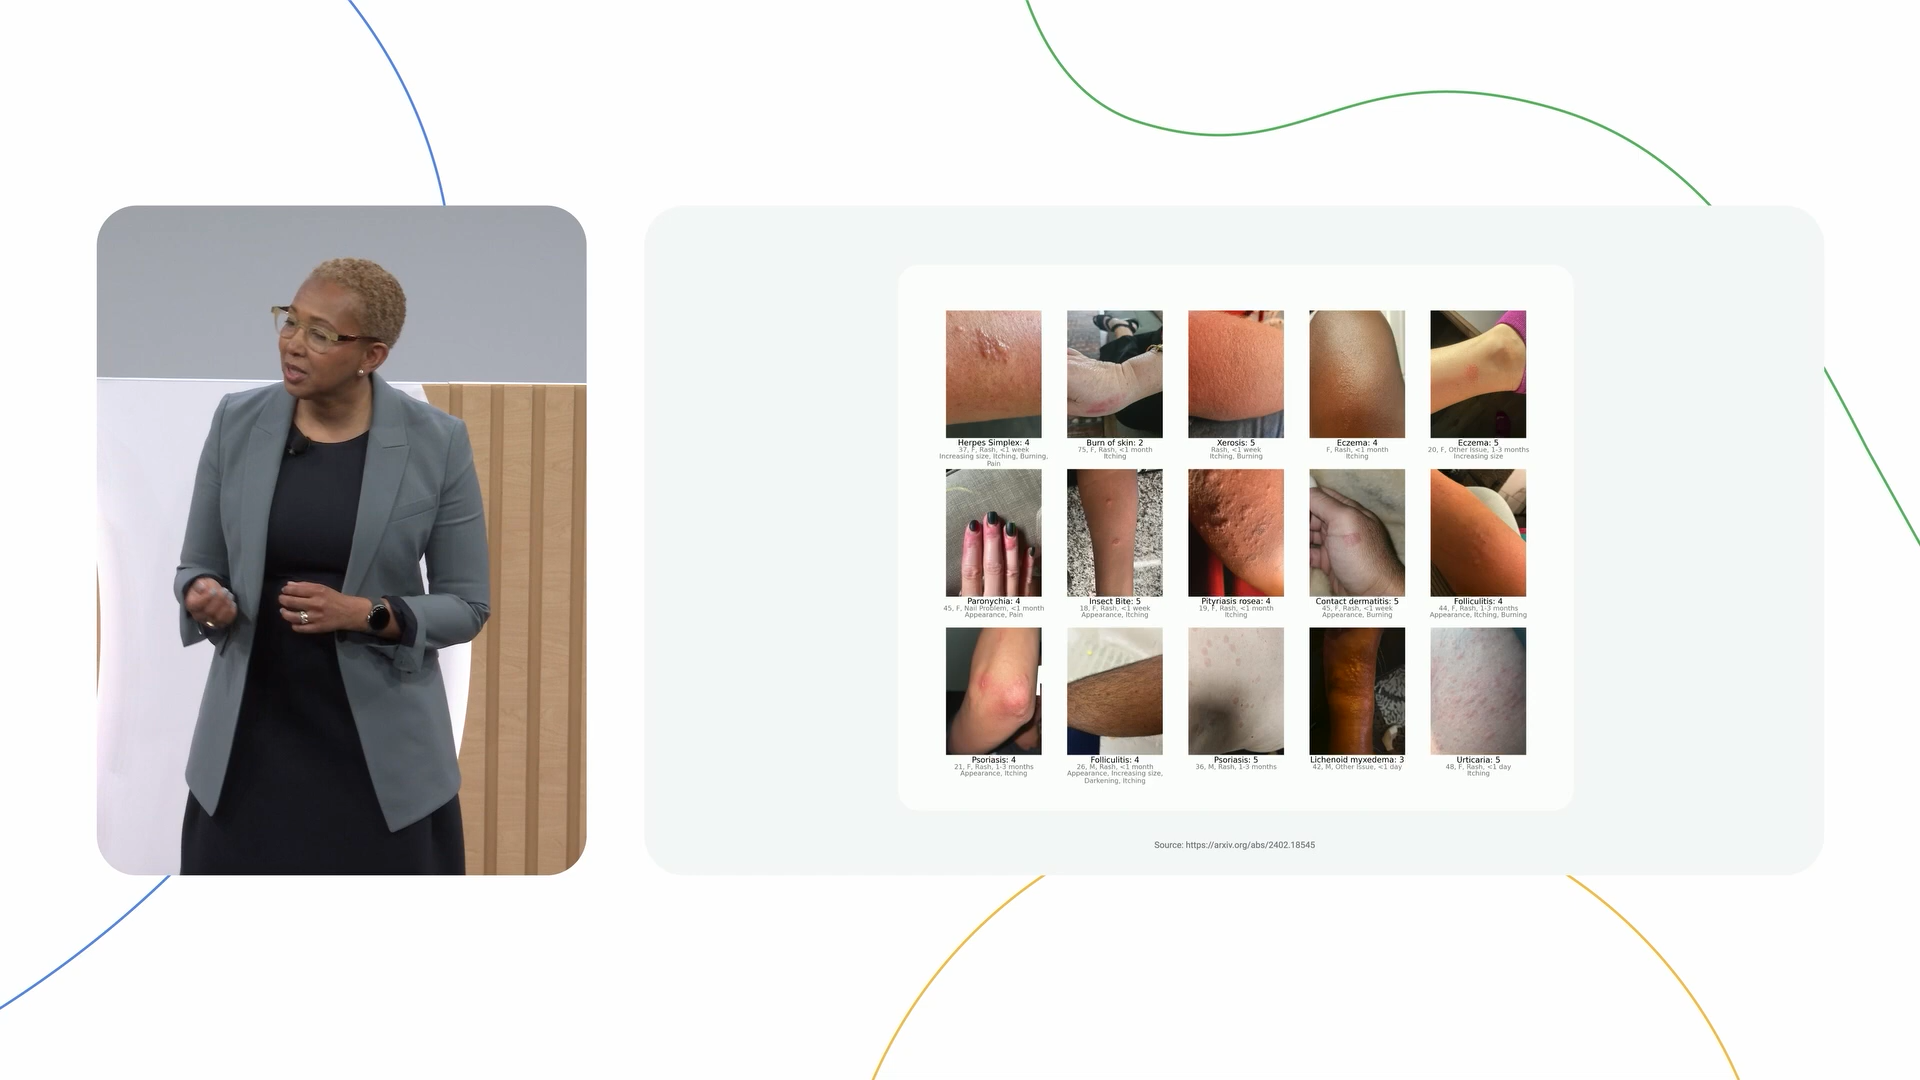 Herpes Simplex: 4
37, F, Rash, <1 week
Increasing size, Itching, Burning,
Pain
Burn of skin: 2
75, F, Rash, <1 month
Itching
Xerosis: 5
Rash, <1 week
Itching, Burning
Eczema: 4
F, Rash, <1 month
Itching
Eczema: 5
20, F, Other Issue, 1-3 months
Increasing size
Paronychia: 4
45, F, Nail Problem, <1 month
Appearance, Pain
Insect Bite: 5
18, F, Rash, <1 week
Appearance, Itching
Pityriasis rosea: 4
19, F, Rash, <1 month
Itching
Contact dermatitis: 5
45, F, Rash, <1 week
Appearance, Burning
Folliculitis: 4
44, F, Rash, 1-3 months
Appearance, Itching, Burning
Psoriasis: 4
21, F, Rash, 1-3 months
Appearance, Itching
Folliculitis: 4
26, M, Rash, <1 month
Appearance, Increasing size,
Darkening, Itching
Psoriasis: 5
36, M, Rash, 1-3 months
Lichenoid myxedema: 3
42, M, Other Issue, <1 day
Urticaria: 5
48, F, Rash, <1 day
Itching
Source: https://arxiv.org/abs/2402.18545